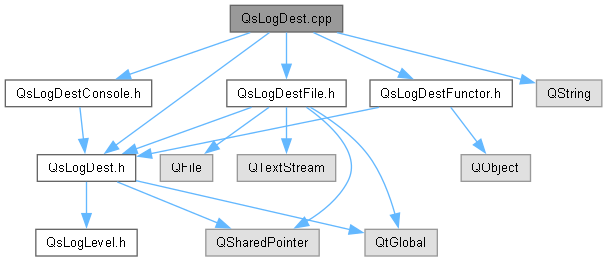 QsLogDest.cpp
QsLogDestConsole.h
QsLogDestFile.h
QsLogDestFunctor.h
QString
QsLogDest.h
QFile
QTextStream
QObject
QsLogLevel.h
QSharedPointer
QtGlobal